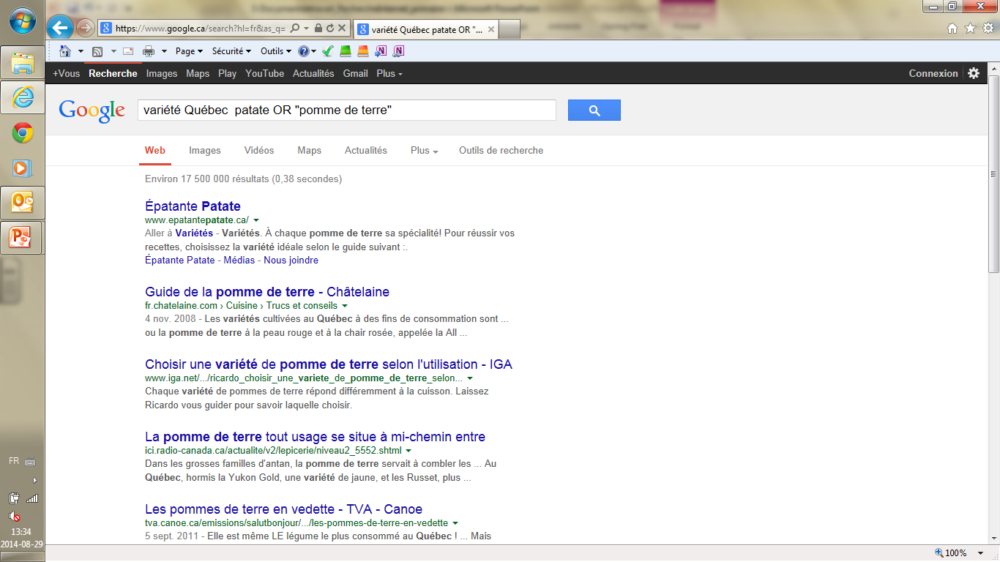 https://www.google.ca/search?hl=fr&as_q=
variété Québec patate OR "...
Page
Sécurité
Outils
+Vous Recherche Images Maps Play YouTube Actualités Gmail Plus
Connexion
Google
variété Québec  patate OR "pomme de terre"
Web Images Vidéos Maps Actualités Plus Outils de recherche
Environ 17 500 000 résultats (0,38 secondes)
Épatante Patate
www.epatantepatate.ca/
Aller à Variétés - Variétés. À chaque pomme de terre sa spécialité! Pour réussir vos
recettes, choisissez la variété idéale selon le guide suivant :.
Épatante Patate - Médias - Nous joindre
Guide de la pomme de terre - Châtelaine
fr.chatelaine.com › Cuisine › Trucs et conseils
4 nov. 2008 - Les variétés cultivées au Québec à des fins de consommation sont ...
ou la pomme de terre à la peau rouge et à la chair rosée, appelée la All ...
Choisir une variété de pomme de terre selon l'utilisation - IGA
www.iga.net/.../ricardo_choisir_une_variete_de_pomme_de_terre_selon...
Chaque variété de pommes de terre répond différemment à la cuisson. Laissez
Ricardo vous guider pour savoir laquelle choisir.
La pomme de terre tout usage se situe à mi-chemin entre
ici.radio-canada.ca/actualite/v2/lepicerie/niveau2_5552.shtml
Dans les grosses familles d'antan, la pomme de terre servait à combler les ... Au
Québec, hormis la Yukon Gold, une variété de jaune, et les Russet, plus ...
Les pommes de terre en vedette - TVA - Canoe
tva.canoe.ca/emissions/salutbonjour/.../les-pommes-de-terre-en-vedette
5 sept. 2011 - Elle est même LE légume le plus consommé au Québec ! ... Mais
FR
13:34
2014-08-29
100%